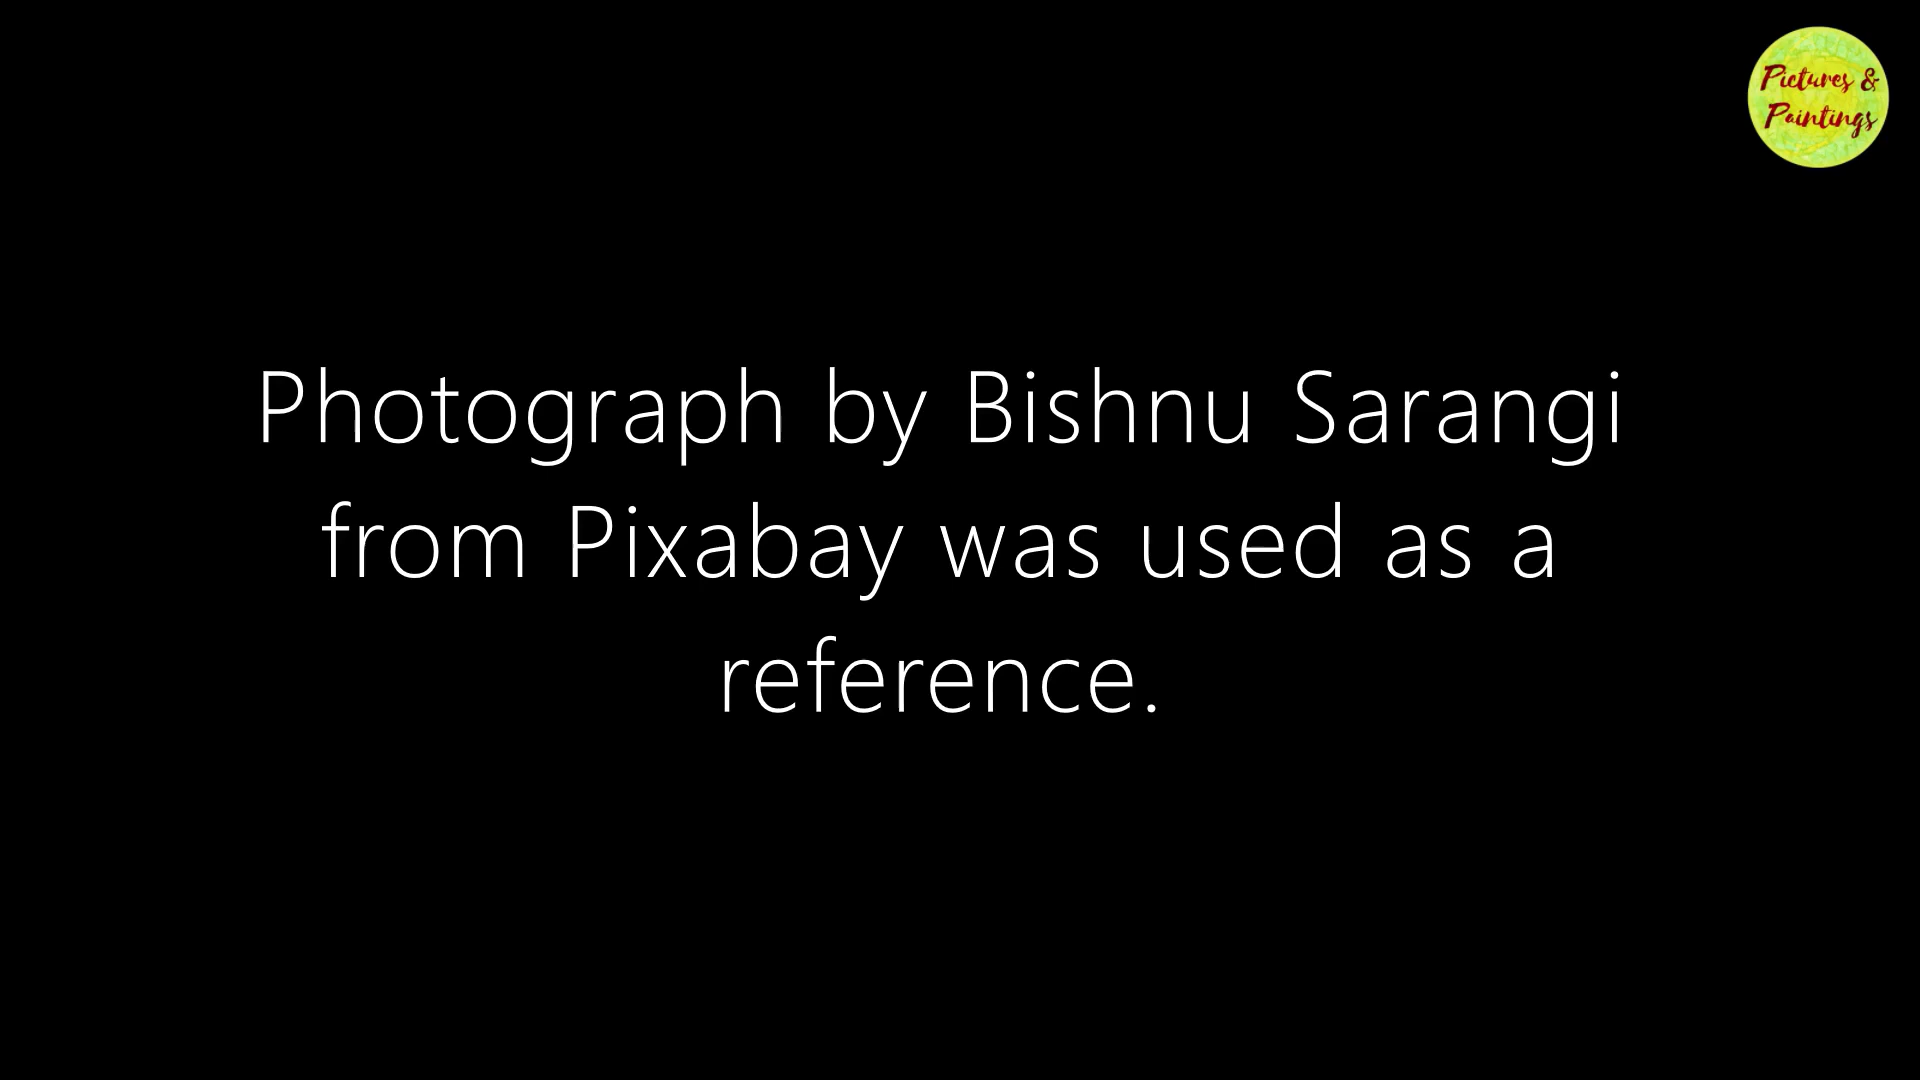 Pictures &
Paintings
Photograph by Bishnu Sarangi
from Pixabay was used as a
reference.